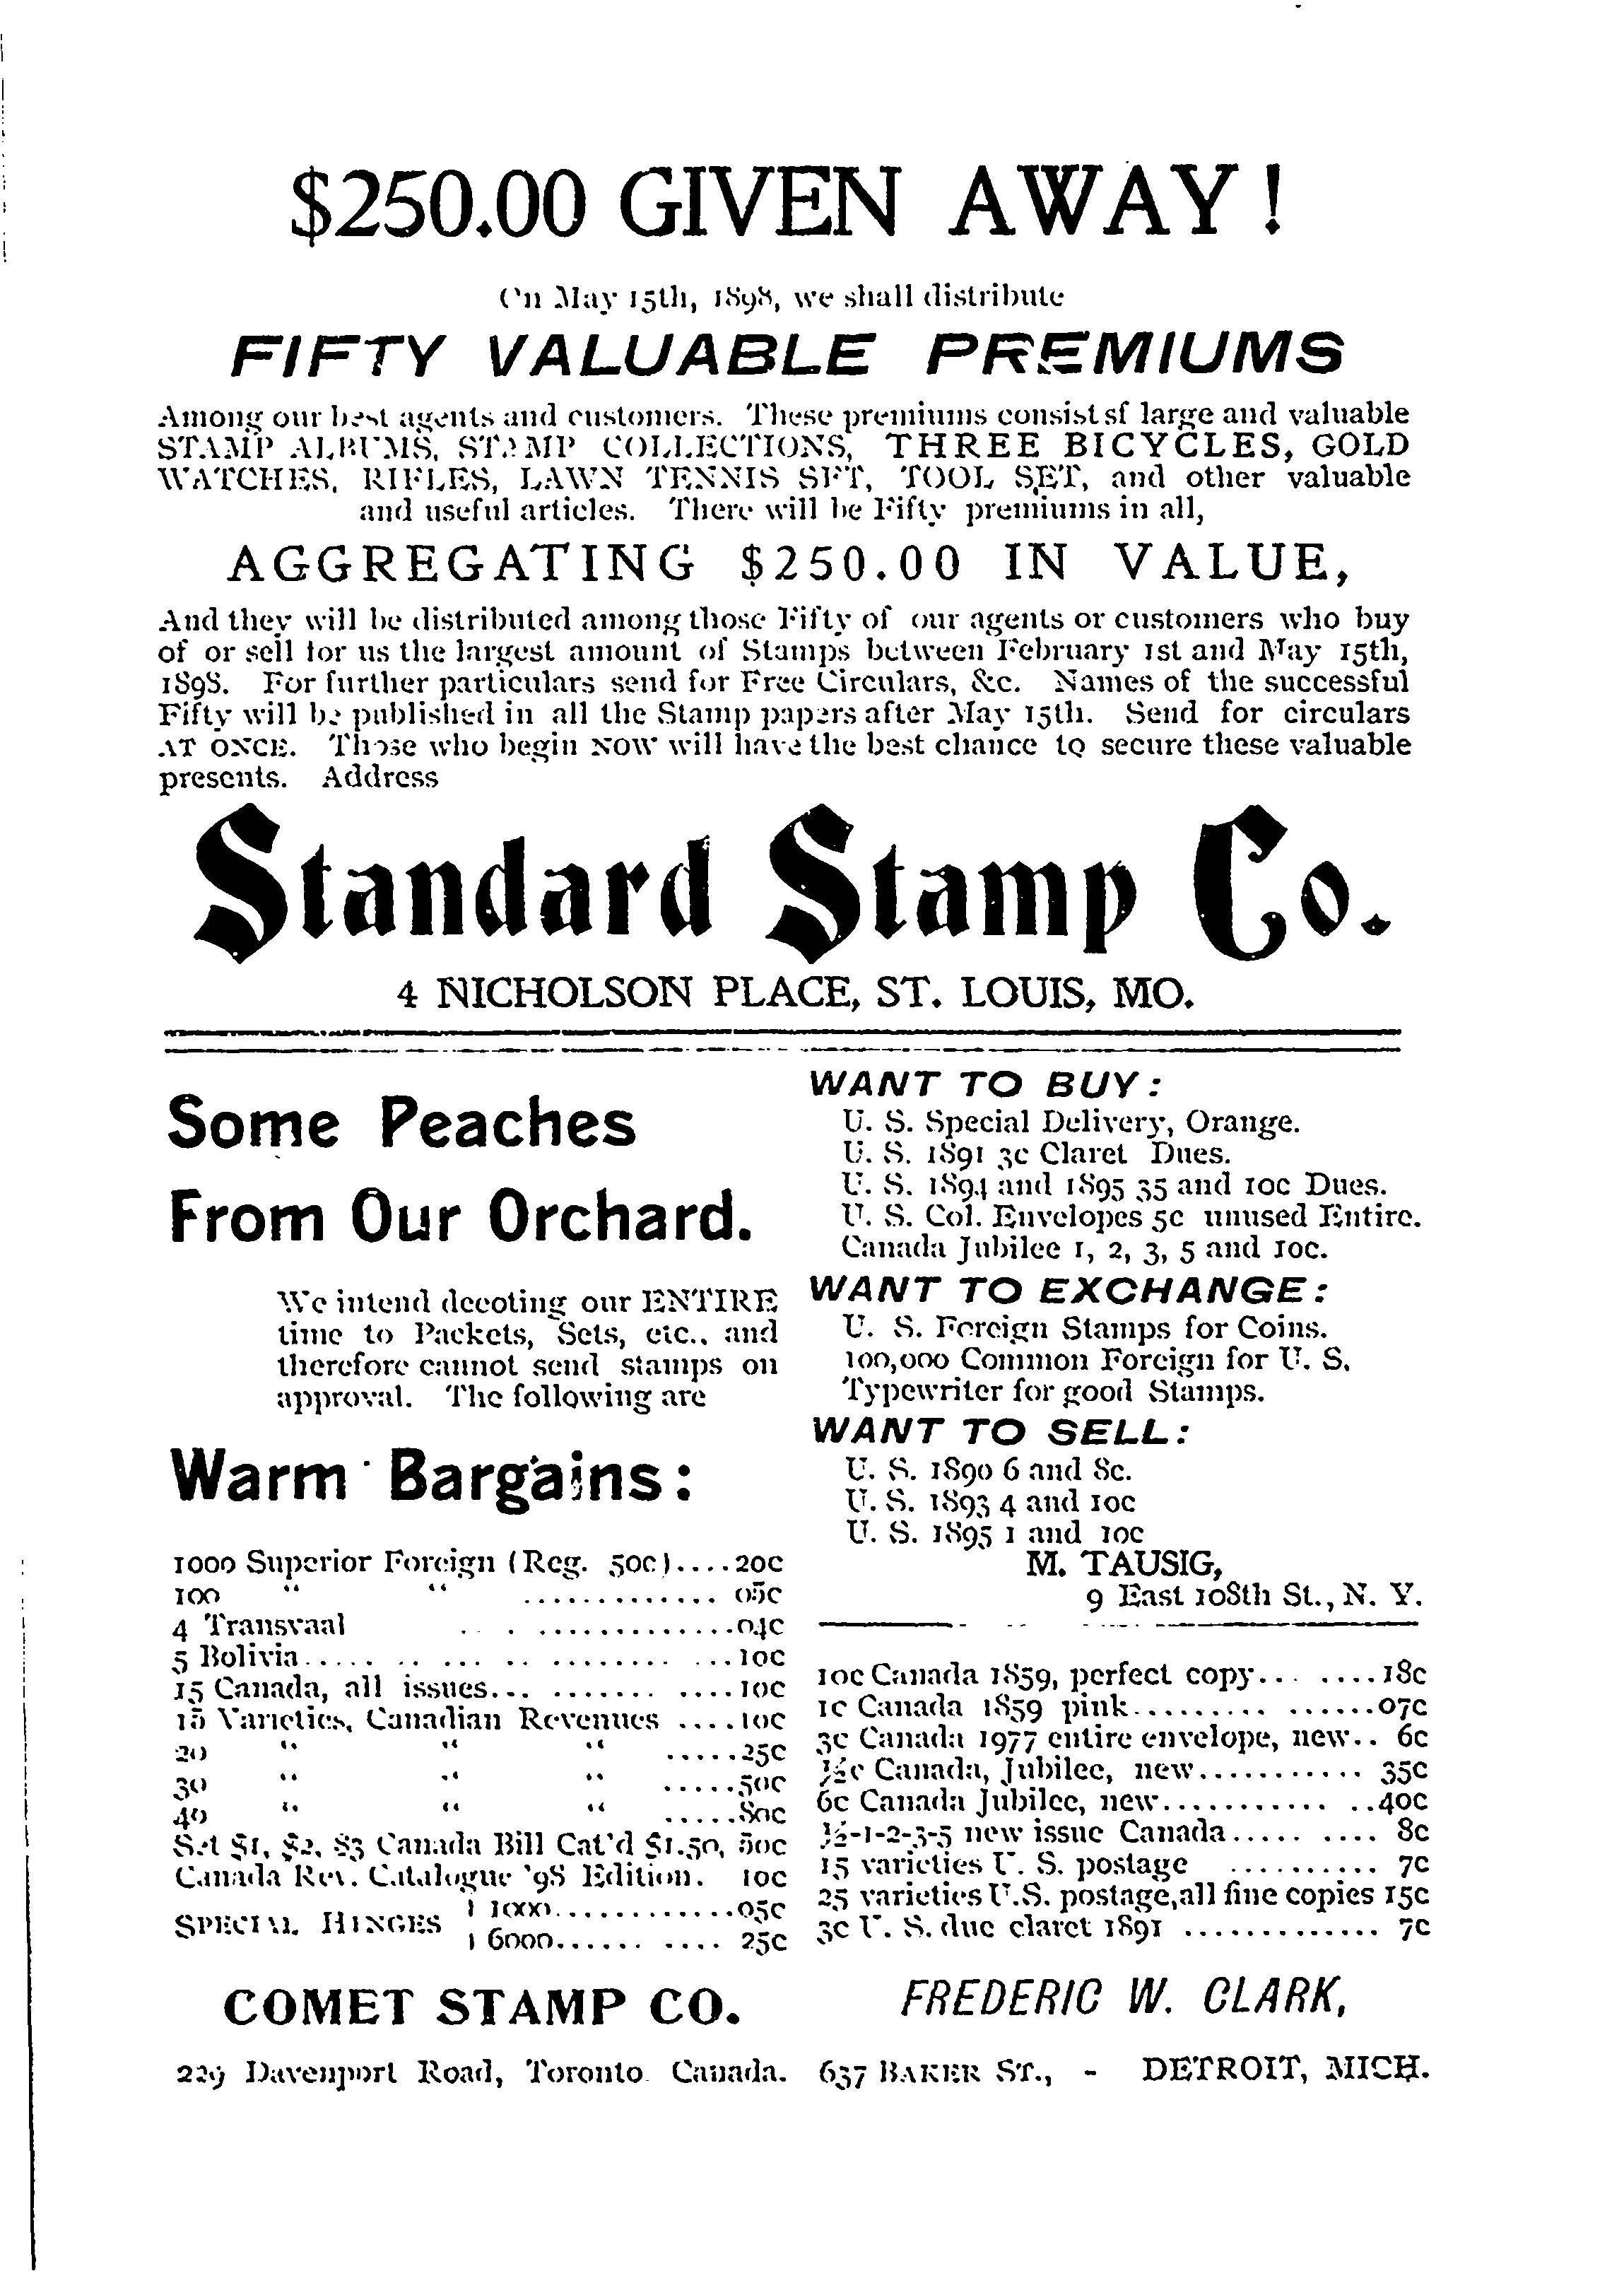 $250.00 GIVEN AWAY!
On May 15th, 1898, we shall distribute
FIFTY VALUABLE PREMIUMS
Among our best agents and customers. These premiums consist sf large and valuable
STAMP ALBUMS, STAMP COLLECTIONS, THREE BICYCLES, GOLD
WATCHES, RIFLES, LAWN TENNIS SET, TOOL SET, and other valuable
and useful articles. There will be Fifty premiums in all,
AGGREGATING $250.00 IN VALUE,
And they will be distributed among those Fifty of our agents or customers who buy
of or sell for us the largest amount of Stamps between February 1st and May 15th,
1898. For further particulars send for Free Circulars, &c. Names of the successful
Fifty will be published in all the Stamp papers after May 15th. Send for circulars
AT ONCE. Those who begin NOW will have the best chance to secure these valuable
presents. Address
Standard Stamp Co.
4 NICHOLSON PLACE, ST. LOUIS, MO.
Some Peaches
From Our Orchard.
We intend decoting our ENTIRE
time to Packets, Sets, etc., and
therefore cannot send stamps on
approval. The following are
Warm Bargains:
1000 Superior Foreign (Reg. 50c)....20c
100 " " ............. 05c
4 Transvaal . . . .............04c
5 Bolivia..... .. ... .. ........ ...10c
15 Canada, all issues... ....... ....10c
15 Varieties, Canadian Revenues ....10c
20 " " " .....25c
30 " " " .....50c
40 " " " .....80c
Set $1, $2, $3 Canada Bill Cat'd $1.50, 50c
Canada Rev. Catalogue '98 Edition. 10c
SPECIAL HINGES { 1000.............05c
{ 6000...... .... 25c
COMET STAMP CO.
229 Davenport Road, Toronto Canada.
WANT TO BUY:
U. S. Special Delivery, Orange.
U. S. 1891 3c Claret Dues.
U. S. 1894 and 1895 35 and 10c Dues.
U. S. Col. Envelopes 5c unused Entire.
Canada Jubilee 1, 2, 3, 5 and 10c.
WANT TO EXCHANGE:
U. S. Foreign Stamps for Coins.
100,000 Common Foreign for U. S.
Typewriter for good Stamps.
WANT TO SELL:
U. S. 1890 6 and 8c.
U. S. 1893 4 and 10c
U. S. 1895 1 and 10c
M. TAUSIG,
9 East 108th St., N. Y.
10c Canada 1859, perfect copy... ....18c
1c Canada 1859 pink.......... ......07c
3c Canada 1977 entire envelope, new.. 6c
½c Canada, Jubilee, new........... 35c
6c Canada Jubilee, new........... ..40c
½-1-2-3-5 new issue Canada..... .... 8c
15 varieties U. S. postage .......... 7c
25 varieties U.S. postage,all fine copies 15c
3c U. S. due claret 1891 ............. 7c
FREDERIC W. CLARK,
637 BAKER ST., - DETROIT, MICH.